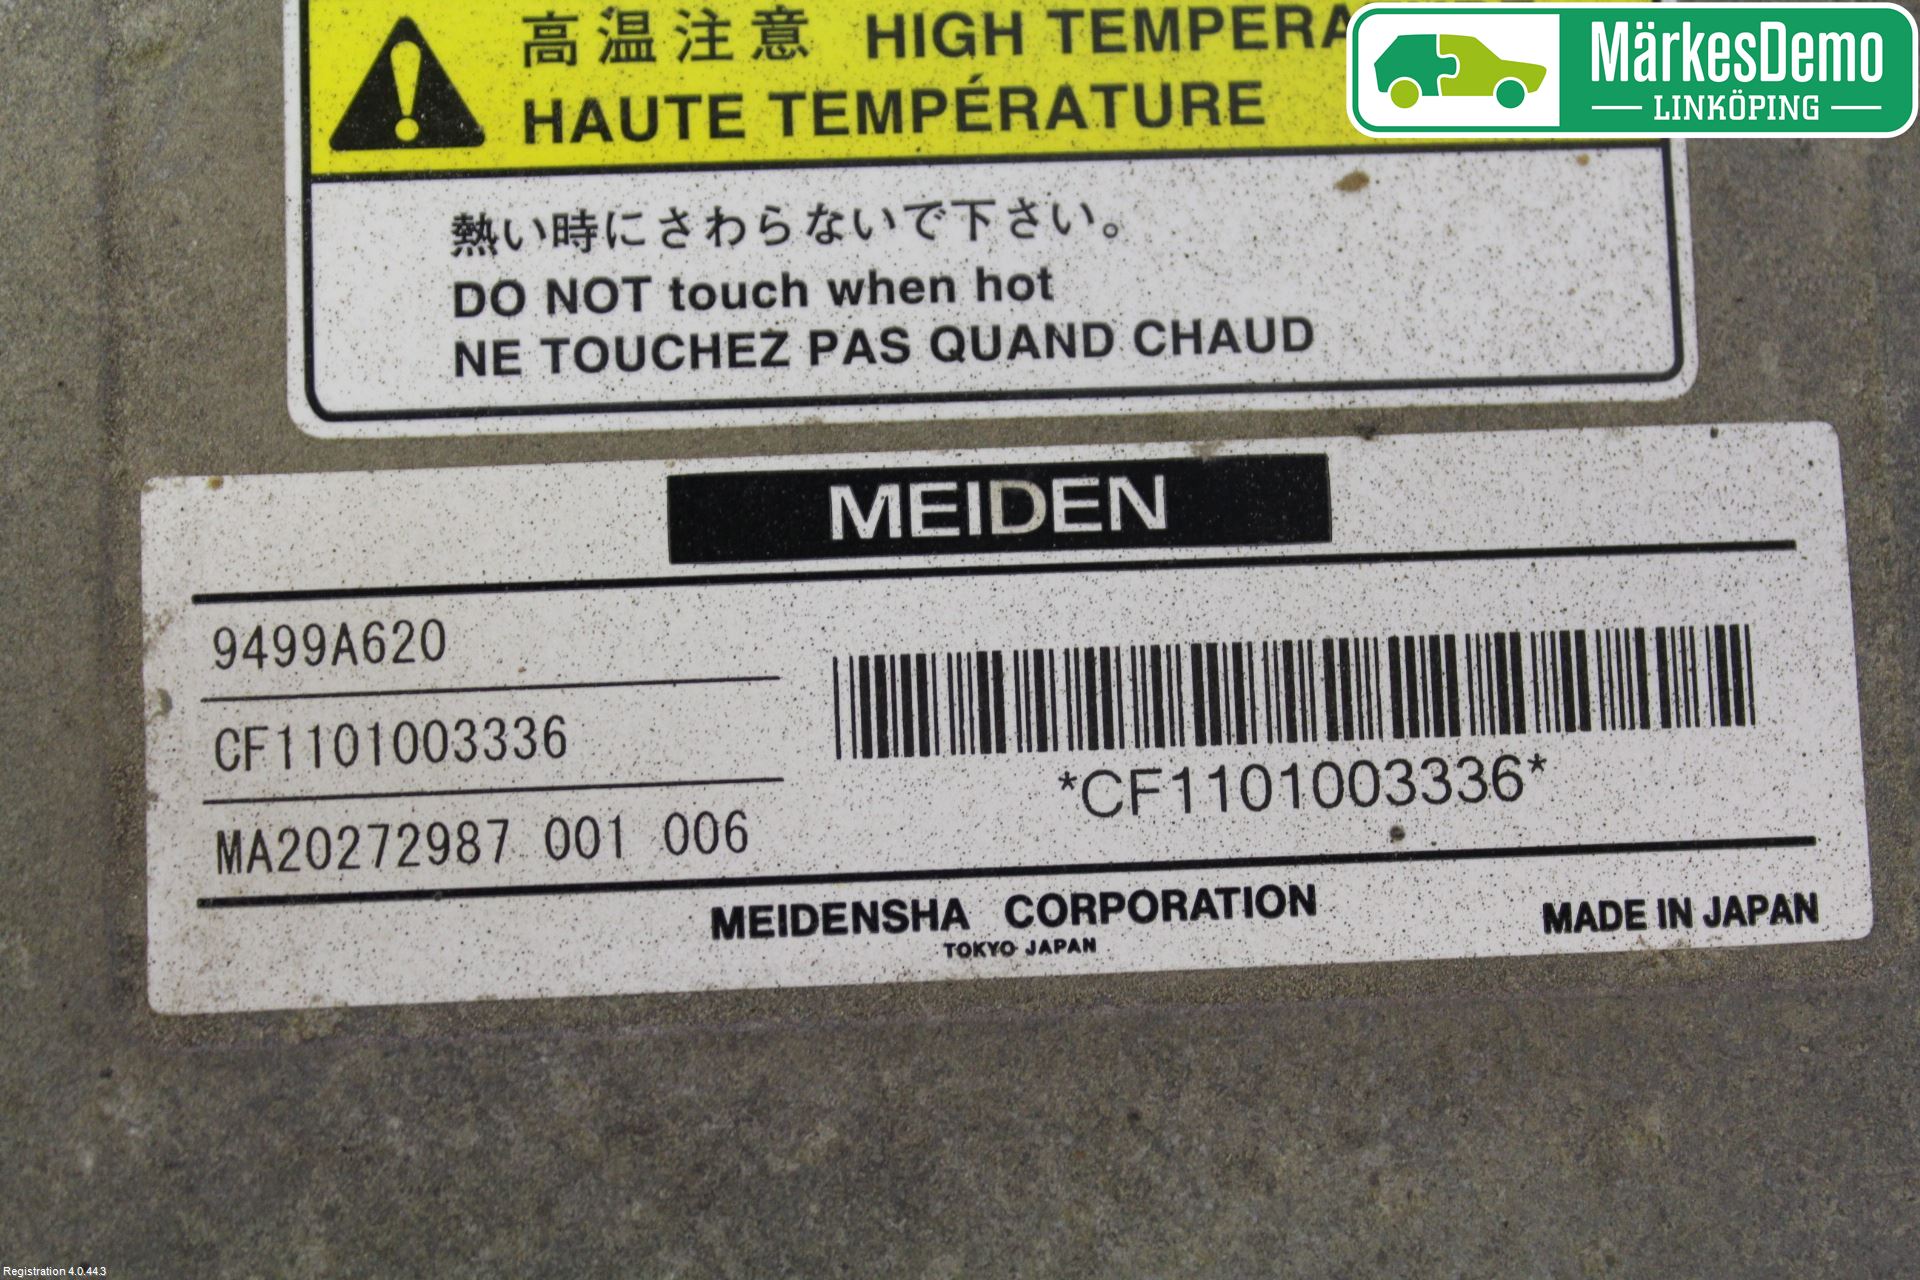 高温注意 HIGH TEMPERA
HAUTE TEMPÉRATURE
MärkesDemo
LINKÖPING
熱い時にさわらないで下さい。
DO NOT touch when hot
NE TOUCHEZ PAS QUAND CHAUD
MEIDEN
9499A620
CF1101003336
MA20272987 001 006
*CF1101003336*
MEIDENSHA CORPORATION
TOKYO JAPAN
MADE IN JAPAN
Registration 4.0.44.3